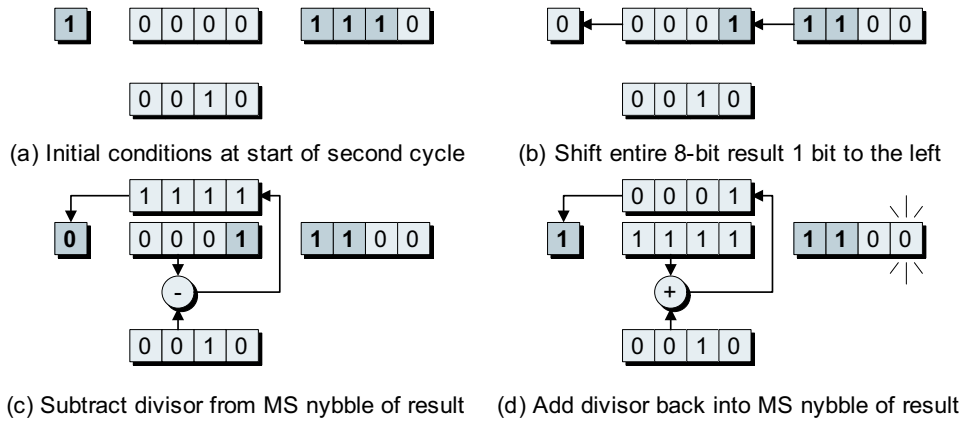 1 0 0 0 0 1 1 1 0
0 0 1 0
(a) Initial conditions at start of second cycle
0 0 0 0 1 1 1 0 0
0 0 1 0
(b) Shift entire 8-bit result 1 bit to the left
1 1 1 1
0 0 0 0 1 1 1 0 0
-
0 0 1 0
(c) Subtract divisor from MS nybble of result
0 0 0 1
1 1 1 1 1 1 1 0 0
+
0 0 1 0
(d) Add divisor back into MS nybble of result